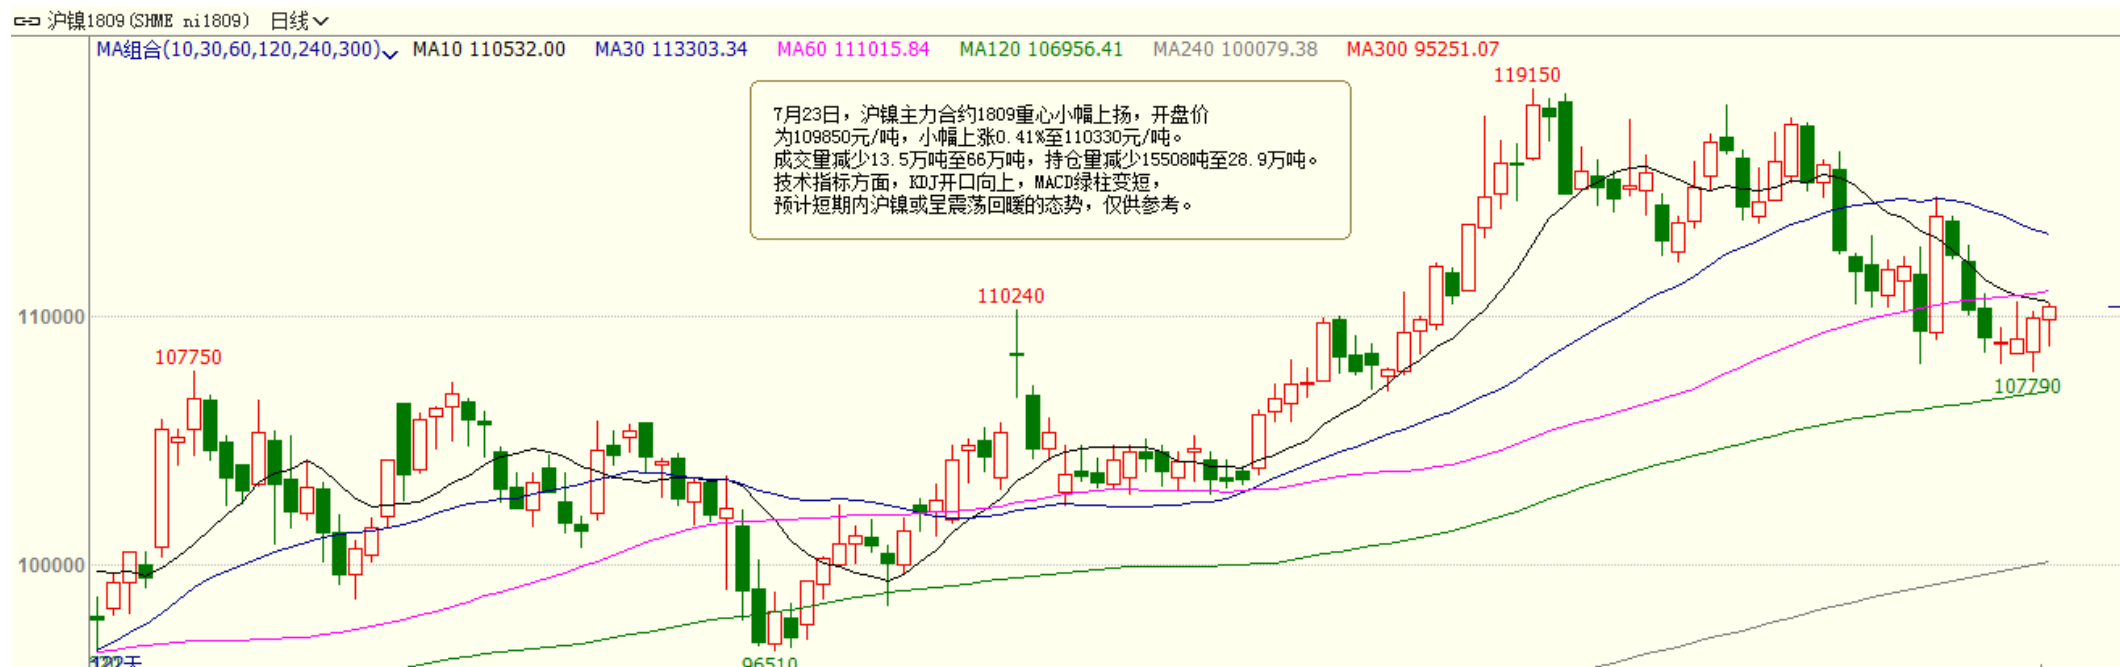 沪镍1809(SHME ni1809) 日线
MA组合(10,30,60,120,240,300) MA10 110532.00 MA30 113303.34 MA60 111015.84 MA120 106956.41 MA240 100079.38 MA300 95251.07
119150
7月23日，沪镍主力合约1809重心小幅上扬，开盘价
为109850元/吨，小幅上涨0.41%至110330元/吨。
成交量减少13.5万吨至66万吨，持仓量减少15508吨至28.9万吨。
技术指标方面，KDJ开口向上，MACD绿柱变短，
预计短期内沪镍或呈震荡回暖的态势，仅供参考。
110240
110000
107750
107790
100000
96510
天